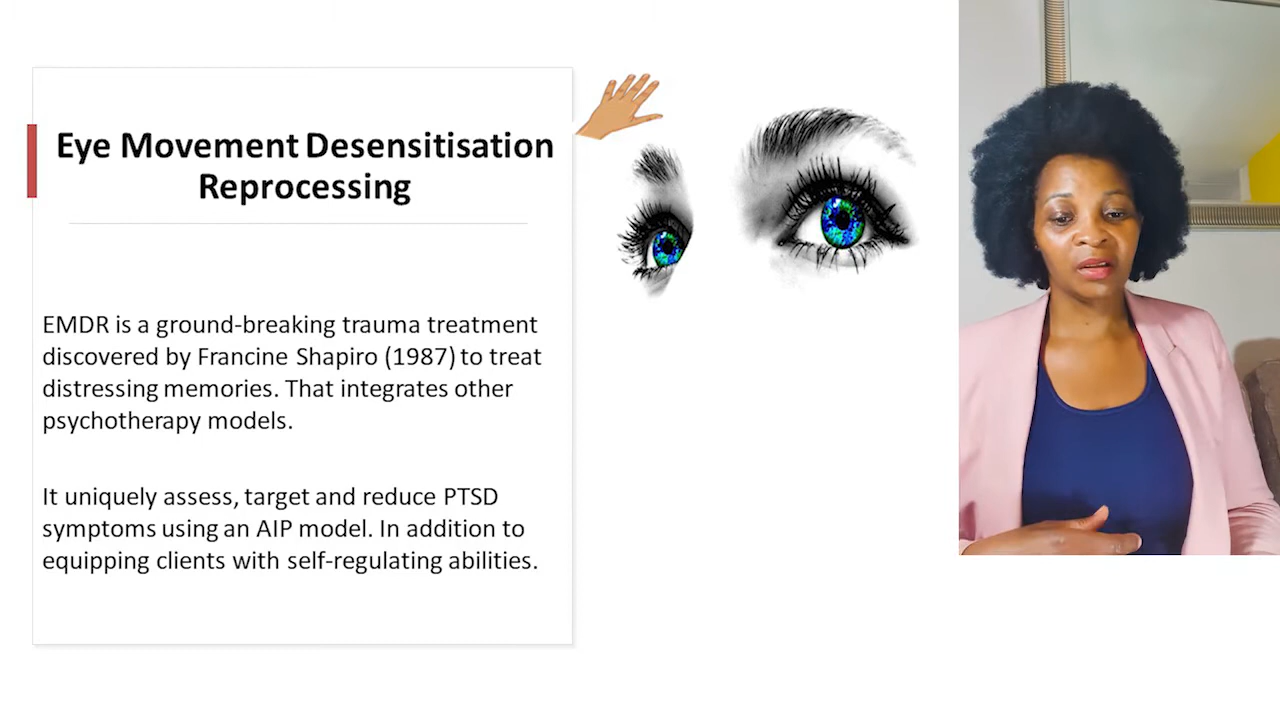 Eye Movement Desensitisation
Reprocessing
EMDR is a ground-breaking trauma treatment
discovered by Francine Shapiro (1987) to treat
distressing memories. That integrates other
psychotherapy models.
It uniquely assess, target and reduce PTSD
symptoms using an AIP model. In addition to
equipping clients with self-regulating abilities.